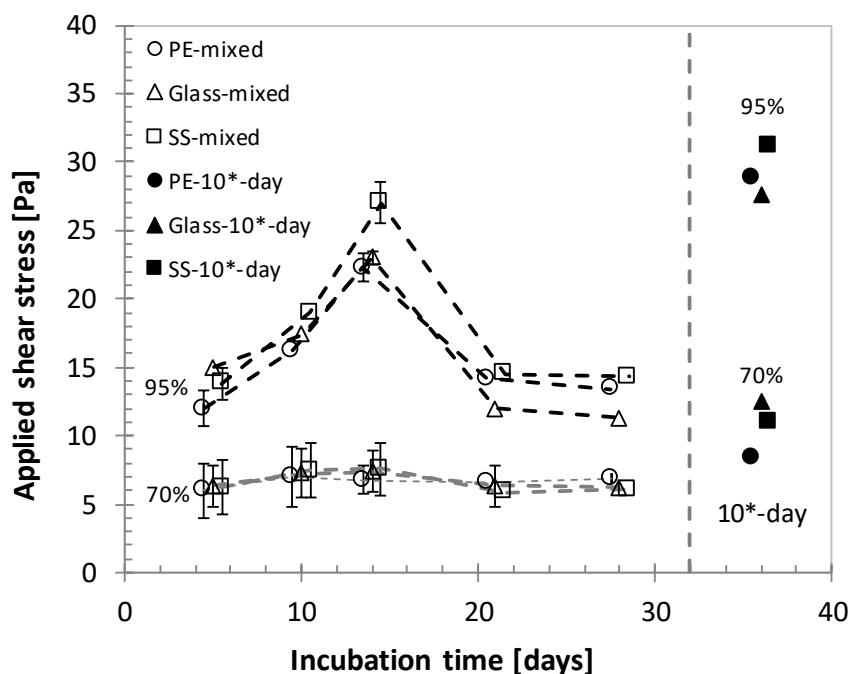 Applied shear stress [Pa]
40
35
30
25
20
15
10
5
0
PE-mixed
Glass-mixed
SS-mixed
PE-10*-day
Glass-10*-day
SS-10*-day
95%
70%
95%
70%
10*-day
0
10
20
30
40
Incubation time [days]